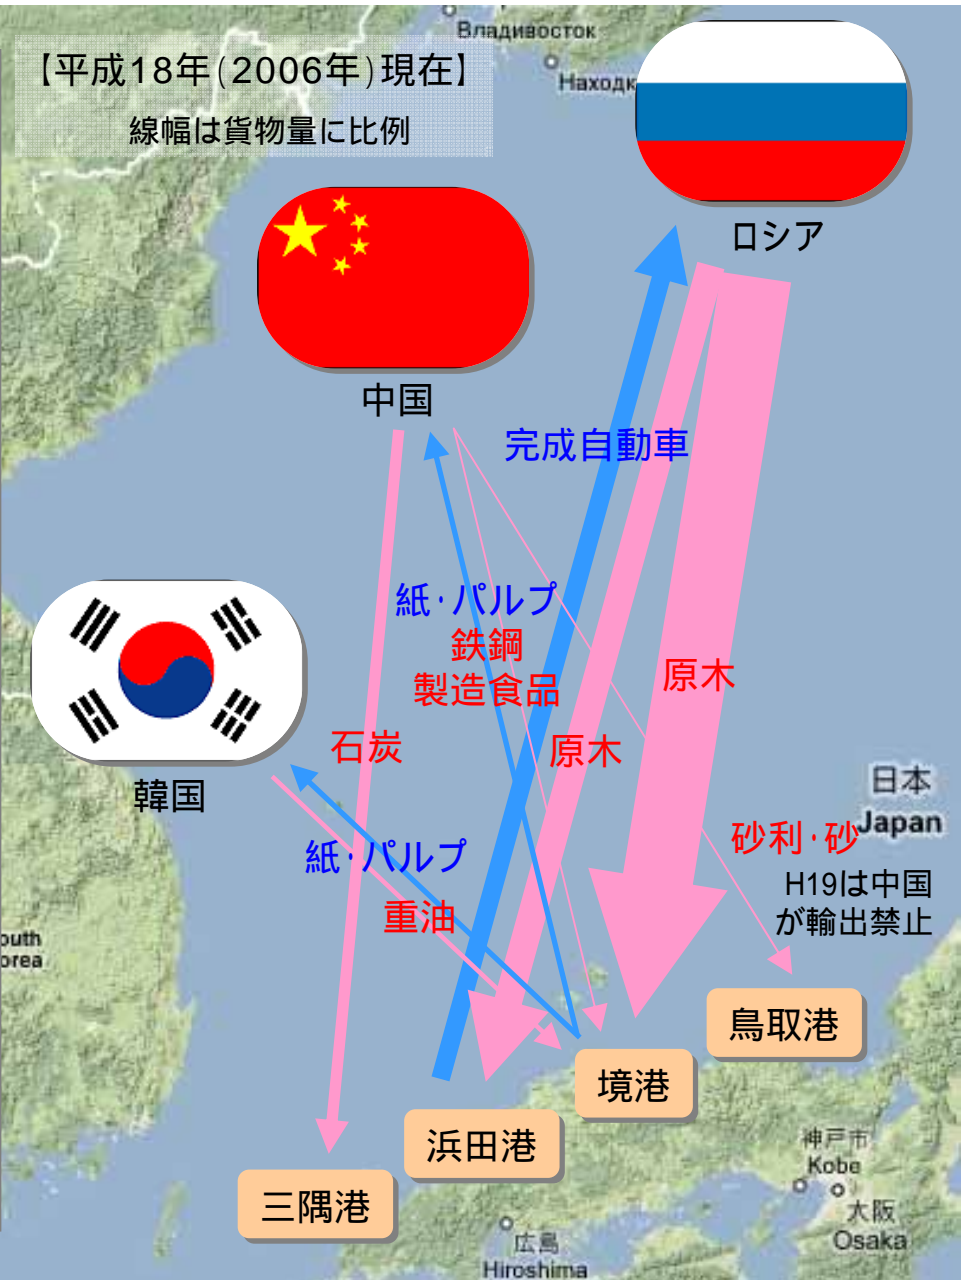 Владивосток
【平成18年(2006年)現在】
Находк
線幅は貨物量に比例
ロシア
中国
完成自動車
紙・パルプ
鉄鋼
製造食品
原木
石炭
原木
韓国
日本
Japan
砂利・砂
紙・パルプ
H19は中国
が輸出禁止
重油
outh
orea
鳥取港
境港
浜田港
神戸市
Kobe
三隅港
大阪
Osaka
広島
Hiroshima